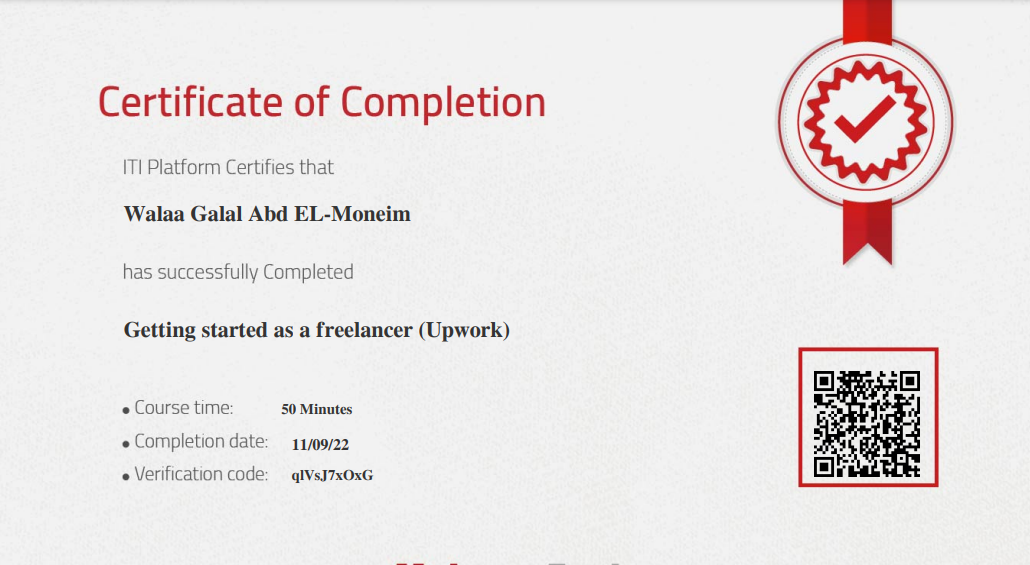 Certificate of Completion
ITI Platform Certifies that
Walaa Galal Abd EL-Moneim
has successfully Completed
Getting started as a freelancer (Upwork)
• Course time: 50 Minutes
• Completion date: 11/09/22
• Verification code: qlVsJ7xOxG